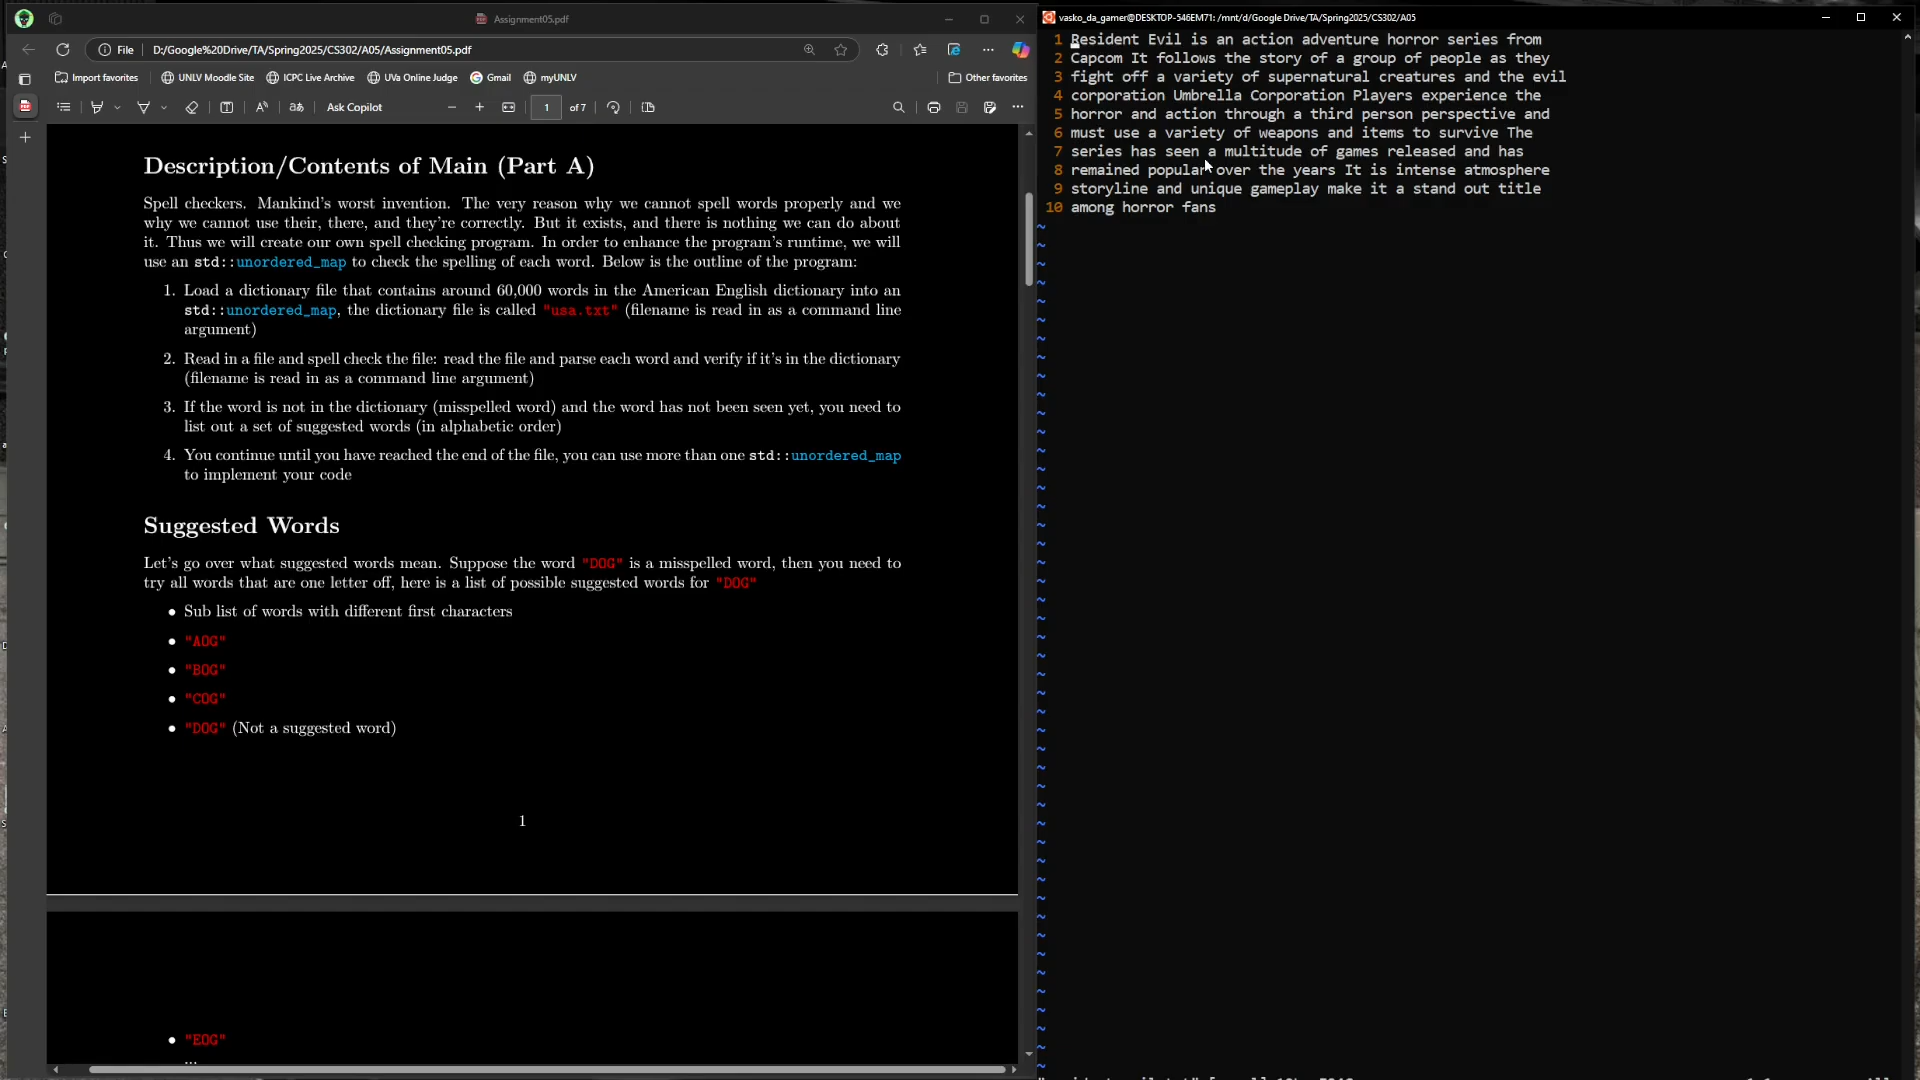 Assignment05.pdf
File
D:/Google%20Drive/TA/Spring2025/CS302/A05/Assignment05.pdf
Import favorites
UNLV Moodle Site
ICPC Live Archive
UVa Online Judge
Gmail
myUNLV
Other favorites
Ask Copilot
1 of 7
Description/Contents of Main (Part A)
Spell checkers. Mankind's worst invention. The very reason why we cannot spell words properly and we
why we cannot use their, there, and they're correctly. But it exists, and there is nothing we can do about
it. Thus we will create our own spell checking program. In order to enhance the program's runtime, we will
use an std::unordered_map to check the spelling of each word. Below is the outline of the program:
1. Load a dictionary file that contains around 60,000 words in the American English dictionary into an
std::unordered_map, the dictionary file is called "usa.txt" (filename is read in as a command line
argument)
2. Read in a file and spell check the file: read the file and parse each word and verify if it's in the dictionary
(filename is read in as a command line argument)
3. If the word is not in the dictionary (misspelled word) and the word has not been seen yet, you need to
list out a set of suggested words (in alphabetic order)
4. You continue until you have reached the end of the file, you can use more than one std::unordered_map
to implement your code
Suggested Words
Let's go over what suggested words mean. Suppose the word "DOG" is a misspelled word, then you need to
try all words that are one letter off, here is a list of possible suggested words for "DOG"
• Sub list of words with different first characters
• "AOG"
• "BOG"
• "COG"
• "DOG" (Not a suggested word)
1
• "EOG"
vasko_da_gamer@DESKTOP-546EM71: /mnt/d/Google Drive/TA/Spring2025/CS302/A05
1 Resident Evil is an action adventure horror series from
2 Capcom It follows the story of a group of people as they
3 fight off a variety of supernatural creatures and the evil
4 corporation Umbrella Corporation Players experience the
5 horror and action through a third person perspective and
6 must use a variety of weapons and items to survive The
7 series has seen a multitude of games released and has
8 remained popular over the years It is intense atmosphere
9 storyline and unique gameplay make it a stand out title
10 among horror fans